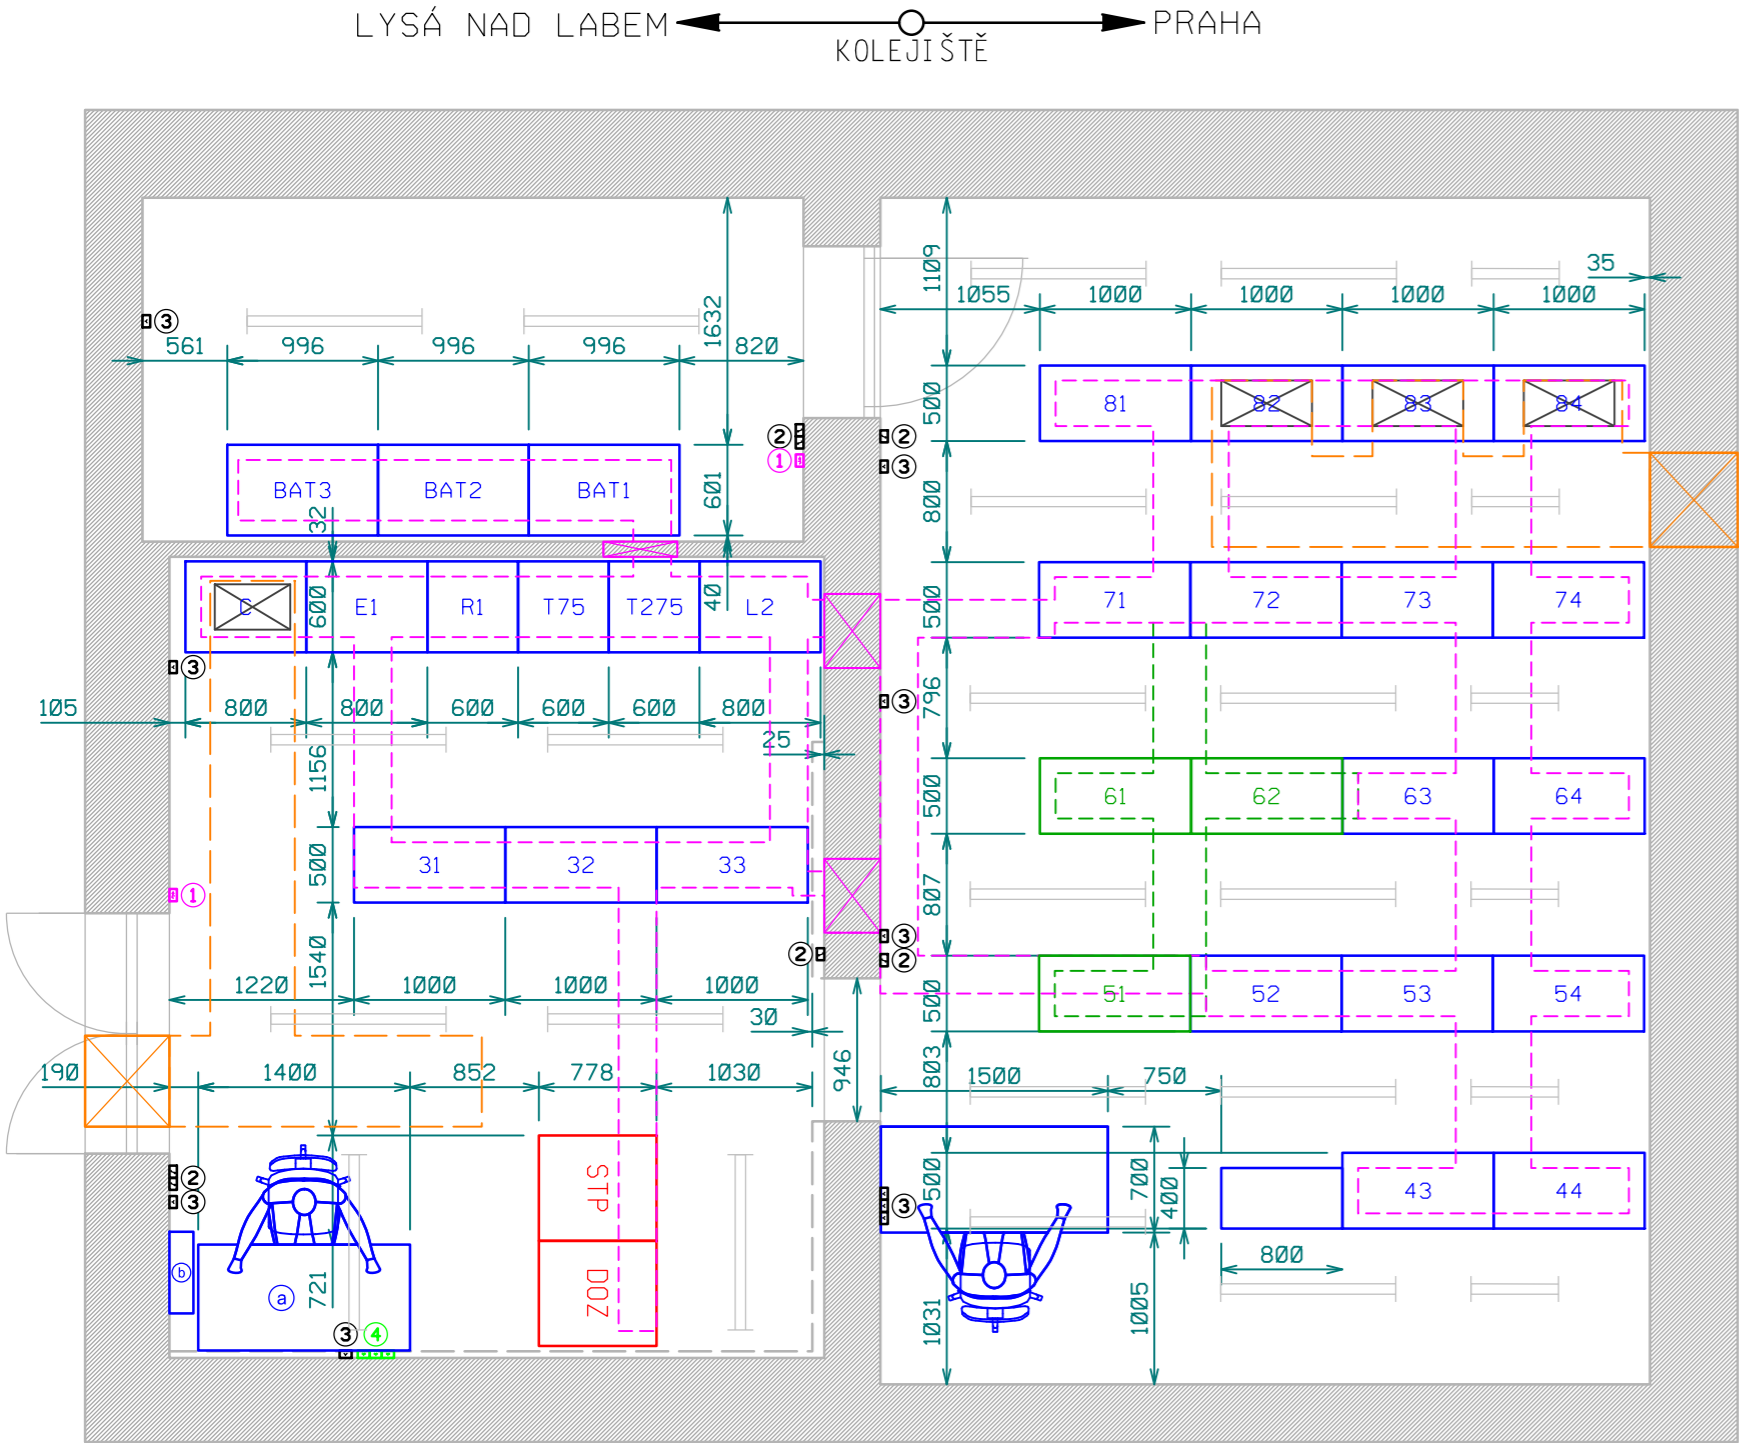 LYSÁ NAD LABEM PRAHA
KOLEJIŠTĚ
1109
35
1055 1000 1000 1000 1000
3
1632
561 996 996 996 820
81 82 83 84
500
2 2
1 3
BAT3 BAT2 BAT1
601
800
32
40
C E1 R1 T75 T275 L2
600
71 72 73 74
500
3
3
105 800 800 600 600 600 800
796
25
1156
61 62 63 64
500
31 32 33
500
1
807
3
2 2
1540
1220 1000 1000 1000
51 52 53 54
500
30
946
190 1400 852 778 1030
803
1500 750
2
3
STP
3
500
700
400
43 44
b
a
721
DOZ
800
1031
1005
3 4